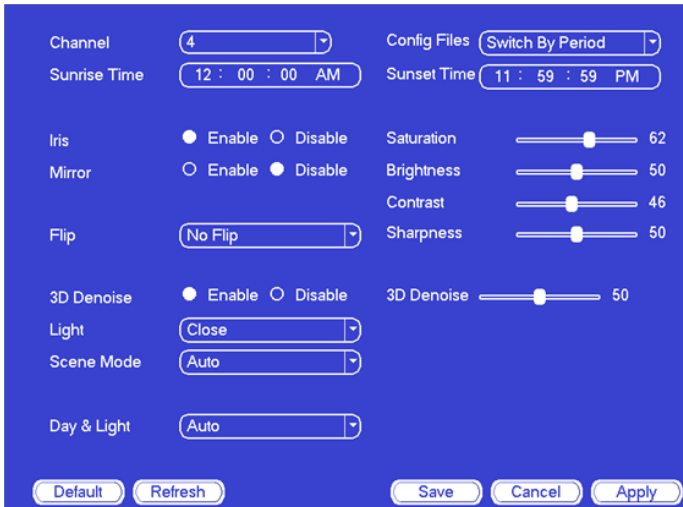 Channel 4 Config Files Switch By Period
Sunrise Time 12 : 00 : 00 AM Sunset Time 11 : 59 : 59 PM
Iris Enable Disable Saturation 62
Mirror Enable Disable Brightness 50
Contrast 46
Flip No Flip Sharpness 50
3D Denoise Enable Disable 3D Denoise 50
Light Close
Scene Mode Auto
Day & Light Auto
Default Refresh Save Cancel Apply